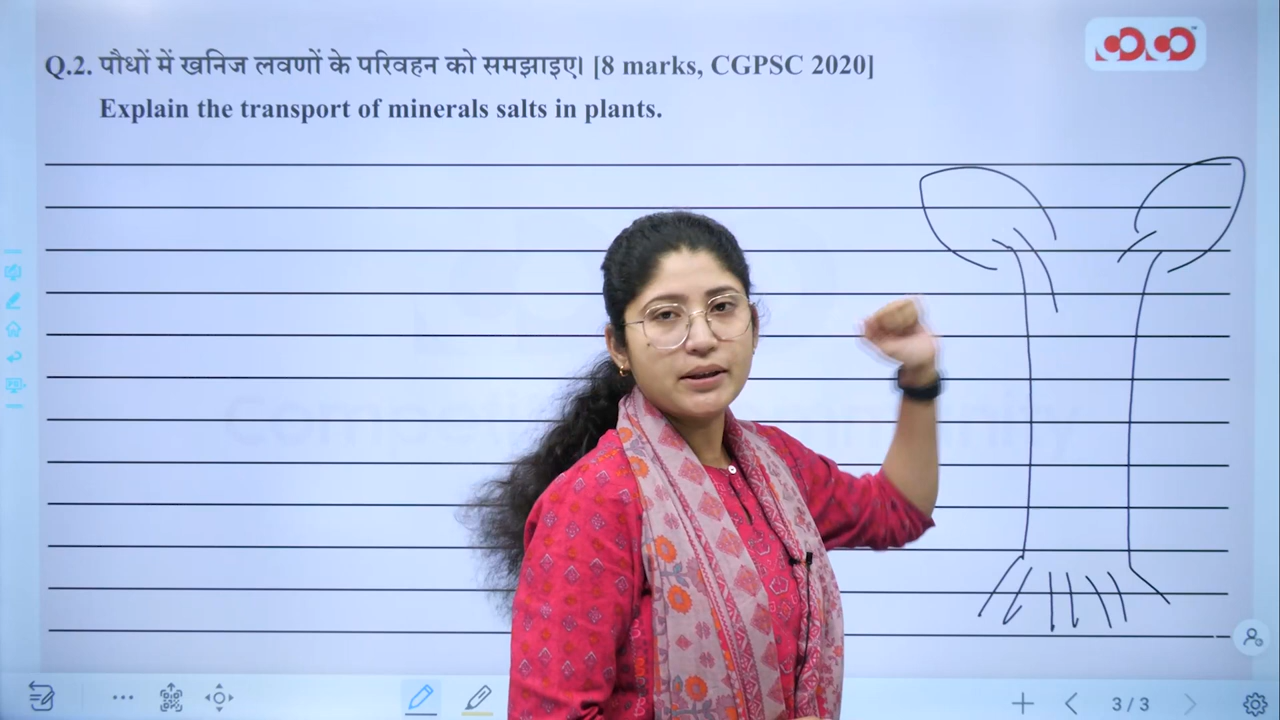 Q.2. पौधों में खनिज लवणों के परिवहन को समझाइए। [8 marks, CGPSC 2020]
Explain the transport of minerals salts in plants.
3/3